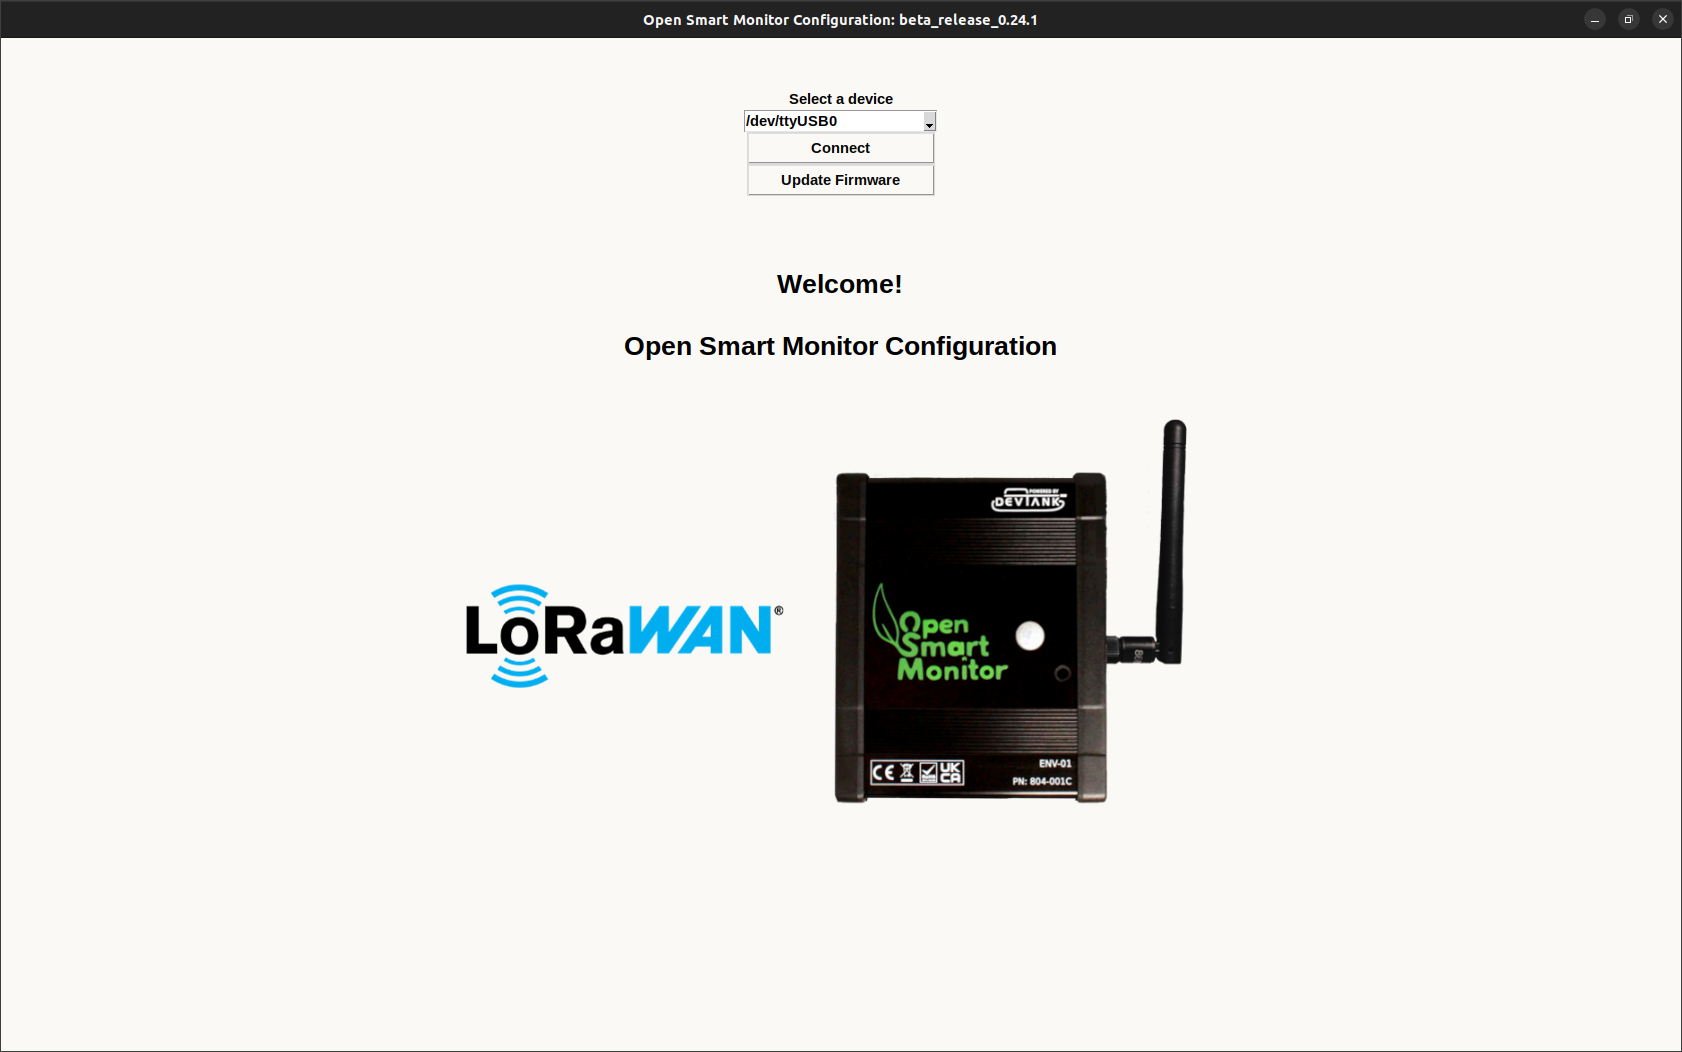 Open Smart Monitor Configuration: beta_release_0.24.1
Select a device
/dev/ttyUSB0
Connect
Update Firmware
Welcome!
Open Smart Monitor Configuration
LoRaWAN®
POWERED BY
DEVTANK
Open
Smart
Monitor
CE
UK
CA
ENV-01
PN: 804-001C